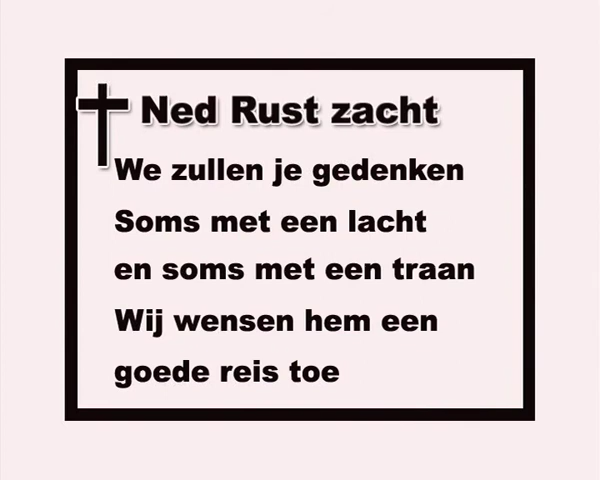 Ned Rust zacht
We zullen je gedenken
Soms met een lacht
en soms met een traan
Wij wensen hem een
goede reis toe